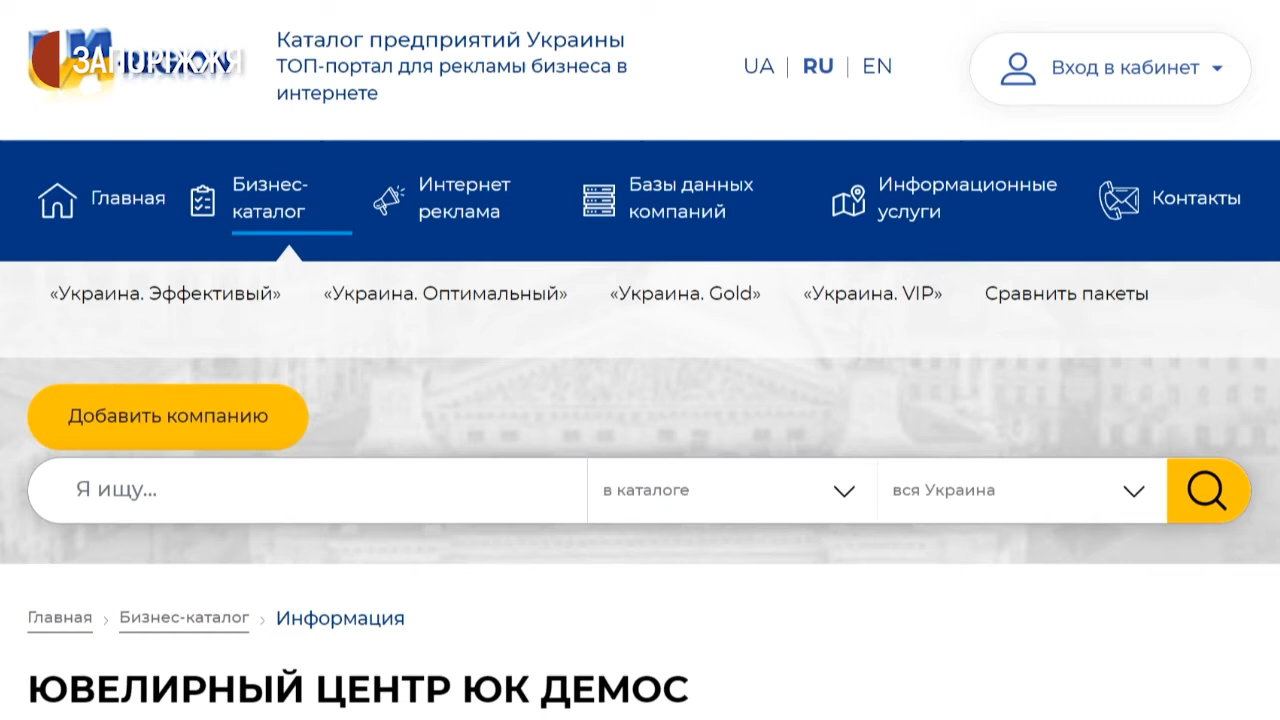 ЗАПОРІЖЖЯ
Каталог предприятий Украины
ТОП-портал для рекламы бизнеса в
интернете
UA | RU | EN
Вход в кабинет
Главная
Бизнес-
каталог
Интернет
реклама
Базы данных
компаний
Информационные
услуги
Контакты
«Украина. Эффективый» «Украина. Оптимальный» «Украина. Gold» «Украина. VIP» Сравнить пакеты
Добавить компанию
Я ищу... в каталоге вся Украина
Главная › Бизнес-каталог › Информация
ЮВЕЛИРНЫЙ ЦЕНТР ЮК ДЕМОС